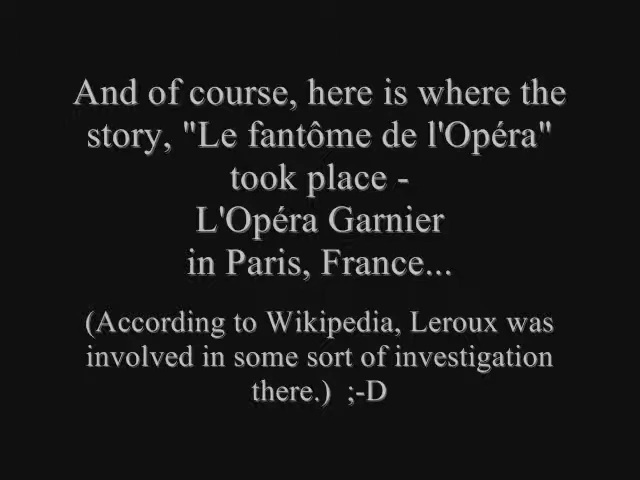 And of course, here is where the
story, "Le fantôme de l'Opéra"
took place -
L'Opéra Garnier
in Paris, France...
(According to Wikipedia, Leroux was
involved in some sort of investigation
there.)  ;-D